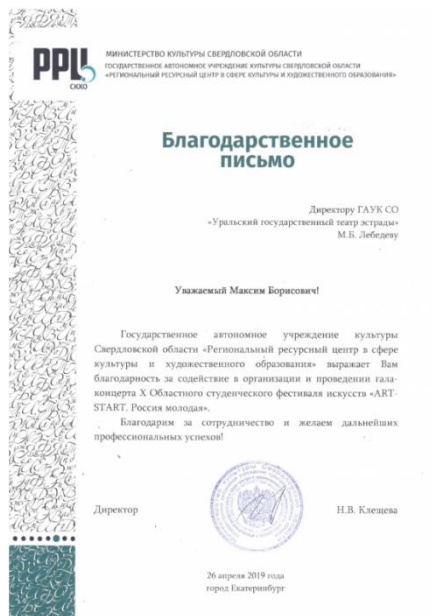 РРЦ
СКХО
МИНИСТЕРСТВО КУЛЬТУРЫ СВЕРДЛОВСКОЙ ОБЛАСТИ
ГОСУДАРСТВЕННОЕ АВТОНОМНОЕ УЧРЕЖДЕНИЕ КУЛЬТУРЫ СВЕРДЛОВСКОЙ ОБЛАСТИ
«РЕГИОНАЛЬНЫЙ РЕСУРСНЫЙ ЦЕНТР В СФЕРЕ КУЛЬТУРЫ И ХУДОЖЕСТВЕННОГО ОБРАЗОВАНИЯ»
Благодарственное
письмо
Директору ГАУК СО
«Уральский государственный театр эстрады»
М.Б. Лебедеву
Уважаемый Максим Борисович!
Государственное автономное учреждение культуры
Свердловской области «Региональный ресурсный центр в сфере
культуры и художественного образования» выражает Вам
благодарность за содействие в организации и проведении гала-
концерта X Областного студенческого фестиваля искусств «ART-
START. Россия молодая».
Благодарим за сотрудничество и желаем дальнейших
профессиональных успехов!
Директор
Н.В. Клещева
26 апреля 2019 года
город Екатеринбург